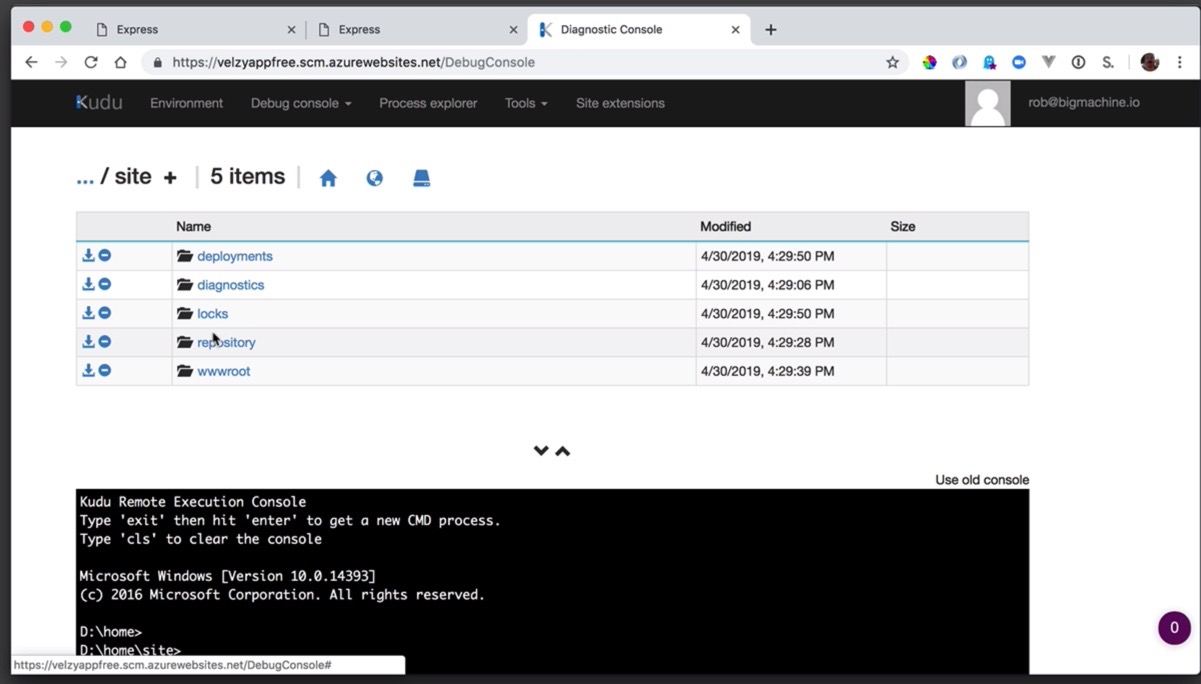 Express
Express
Diagnostic Console
https://velzyappfree.scm.azurewebsites.net/DebugConsole
S.
Kudu Environment Debug console Process explorer Tools Site extensions rob@bigmachine.io
... / site + 5 items
Name Modified Size
deployments 4/30/2019, 4:29:50 PM
diagnostics 4/30/2019, 4:29:06 PM
locks 4/30/2019, 4:29:50 PM
repository 4/30/2019, 4:29:28 PM
wwwroot 4/30/2019, 4:29:39 PM
Use old console
Kudu Remote Execution Console
Type 'exit' then hit 'enter' to get a new CMD process.
Type 'cls' to clear the console
Microsoft Windows [Version 10.0.14393]
(c) 2016 Microsoft Corporation. All rights reserved.
D:\home>
D:\home\site>
0
https://velzyappfree.scm.azurewebsites.net/DebugConsole#